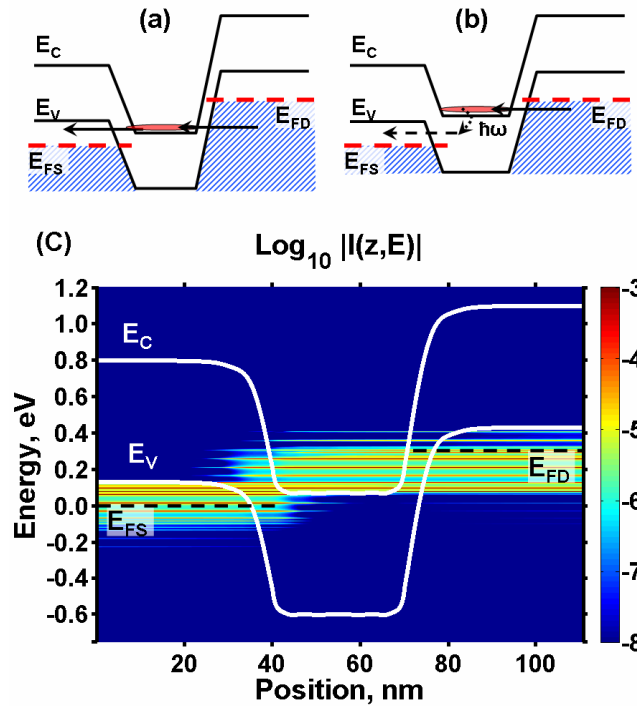 (a)
E_C
E_V
E_FS
E_FD
(b)
E_C
E_V
ħω
E_FS
E_FD
(C)
Log_10 |I(z,E)|
Energy, eV
1.2
1.0
0.8
0.6
0.4
0.2
0.0
-0.2
-0.4
-0.6
E_C
E_V
E_FS
E_FD
20
40
60
80
100
Position, nm
-3
-4
-5
-6
-7
-8